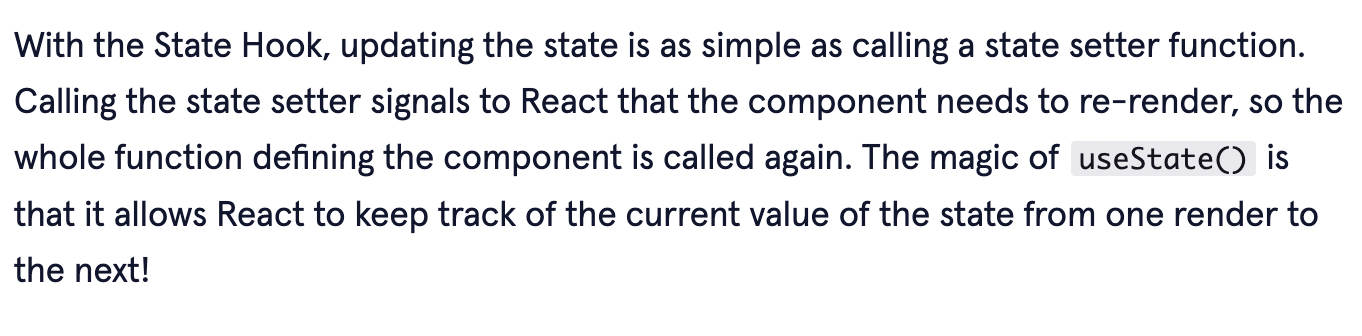 With the State Hook, updating the state is as simple as calling a state setter function.
Calling the state setter signals to React that the component needs to re-render, so the
whole function defining the component is called again. The magic of useState() is
that it allows React to keep track of the current value of the state from one render to
the next!